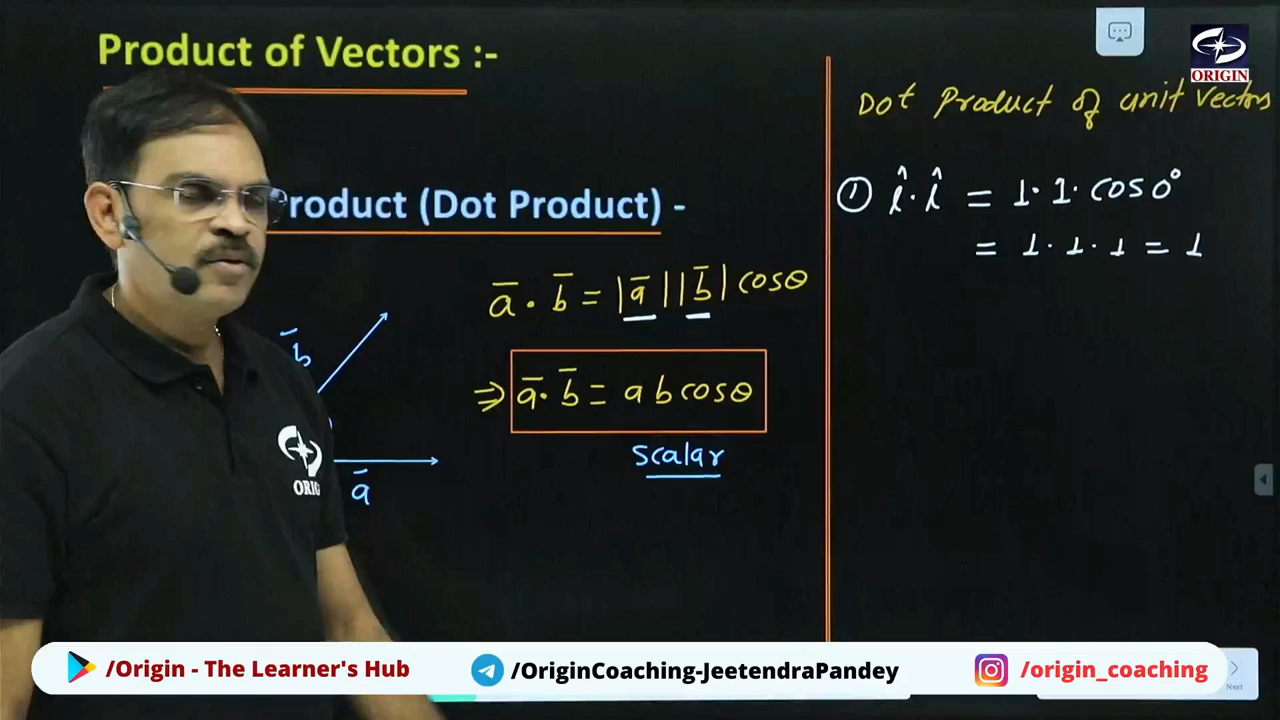 Product of Vectors :-
roduct (Dot Product) -
b̄
ā
ā . b̄ = |ā| |b̄| cosθ
⇒ ā . b̄ = a b cosθ
scalar
ORIGIN
Dot Product of unit vectors
① î . î = 1 . 1 . cos 0°
= 1 . 1 . 1 = 1
ORIG
/Origin - The Learner's Hub
/OriginCoaching-JeetendraPandey
/origin_coaching
Next